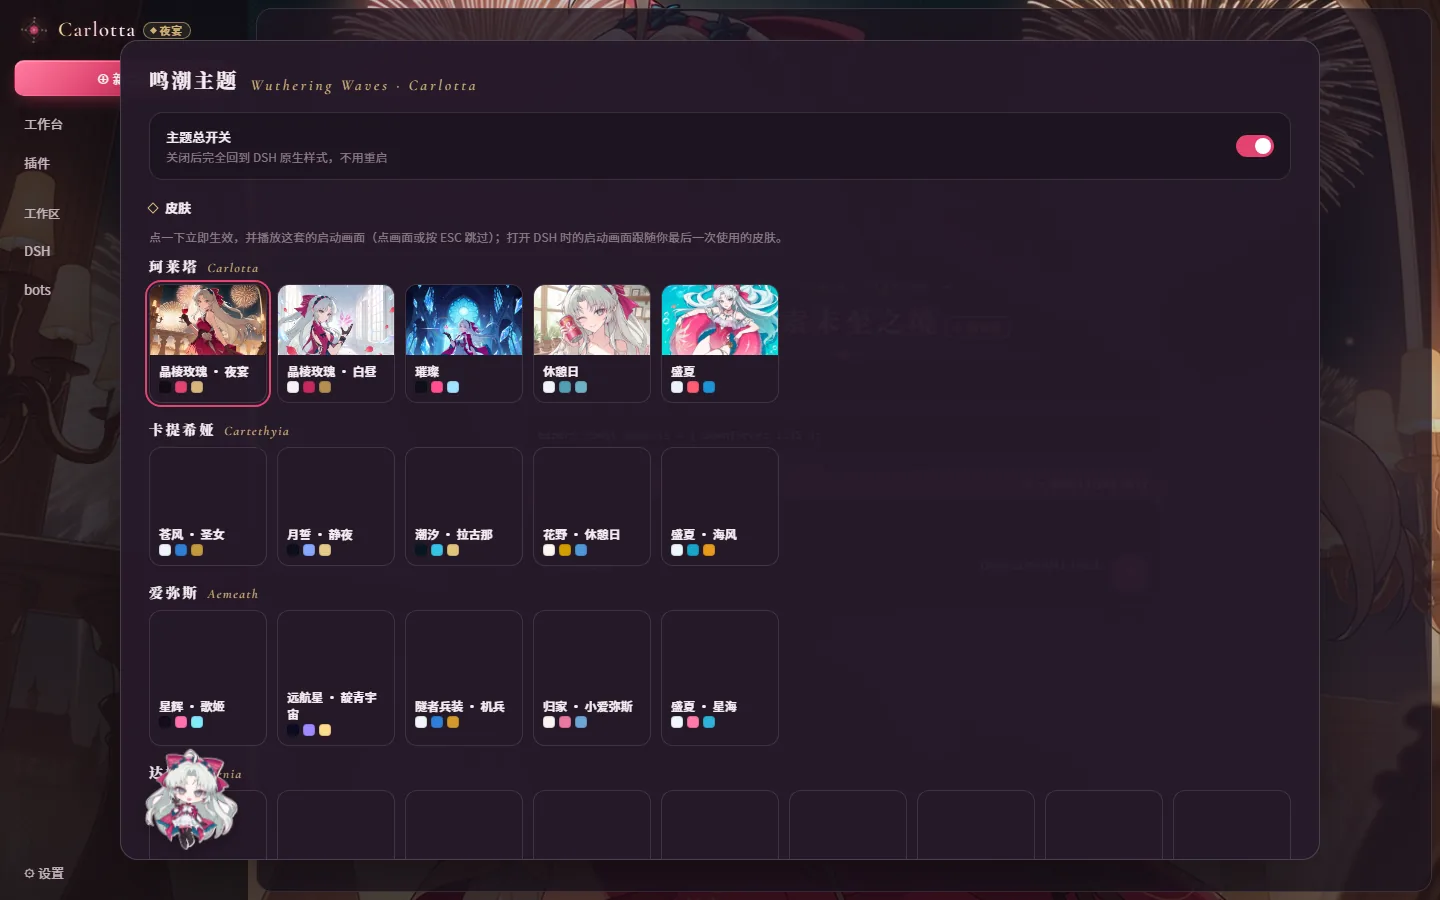 Carlotta
夜宴
⊕ 新
工作台
插件
工作区
DSH
bots
设置
鸣潮主题 Wuthering Waves · Carlotta
主题总开关
关闭后完全回到 DSH 原生样式，不用重启
皮肤
点一下立即生效，并播放这套的启动画面（点画面或按 ESC 跳过）；打开 DSH 时的启动画面跟随你最后一次使用的皮肤。
珂莱塔 Carlotta
晶棱玫瑰 · 夜宴
晶棱玫瑰 · 白昼
璀璨
休憩日
盛夏
卡提希娅 Cartethyia
苍风 · 圣女
月誓 · 静夜
潮汐 · 拉古那
花野 · 休憩日
盛夏 · 海风
爱弥斯 Aemeath
星辉 · 歌姬
远航星 · 靛青宇
宙
隧者兵装 · 机兵
归家 · 小爱弥斯
盛夏 · 星海
达
nia